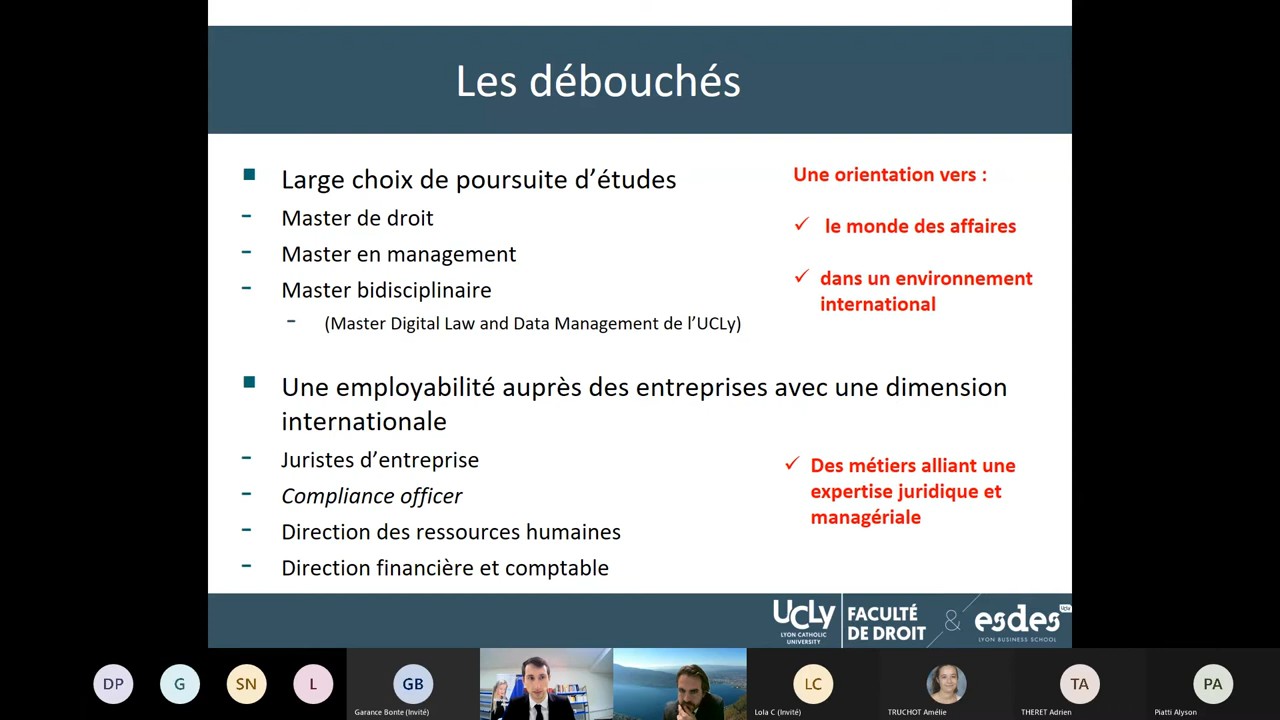 Les débouchés
Large choix de poursuite d’études
Master de droit
Master en management
Master bidisciplinaire
(Master Digital Law and Data Management de l’UCLy)
Une orientation vers :
le monde des affaires
dans un environnement
international
Une employabilité auprès des entreprises avec une dimension
internationale
Juristes d’entreprise
Compliance officer
Direction des ressources humaines
Direction financière et comptable
Des métiers alliant une
expertise juridique et
managériale
UCLy
LYON CATHOLIC
UNIVERSITY
FACULTÉ
DE DROIT
&
esdes
LYON BUSINESS SCHOOL
DP
G
SN
L
GB
LC
TA
PA
Garance Bonte (Invité)
Lola C (Invité)
TRUCHOT Amélie
THERET Adrien
Piatti Alyson